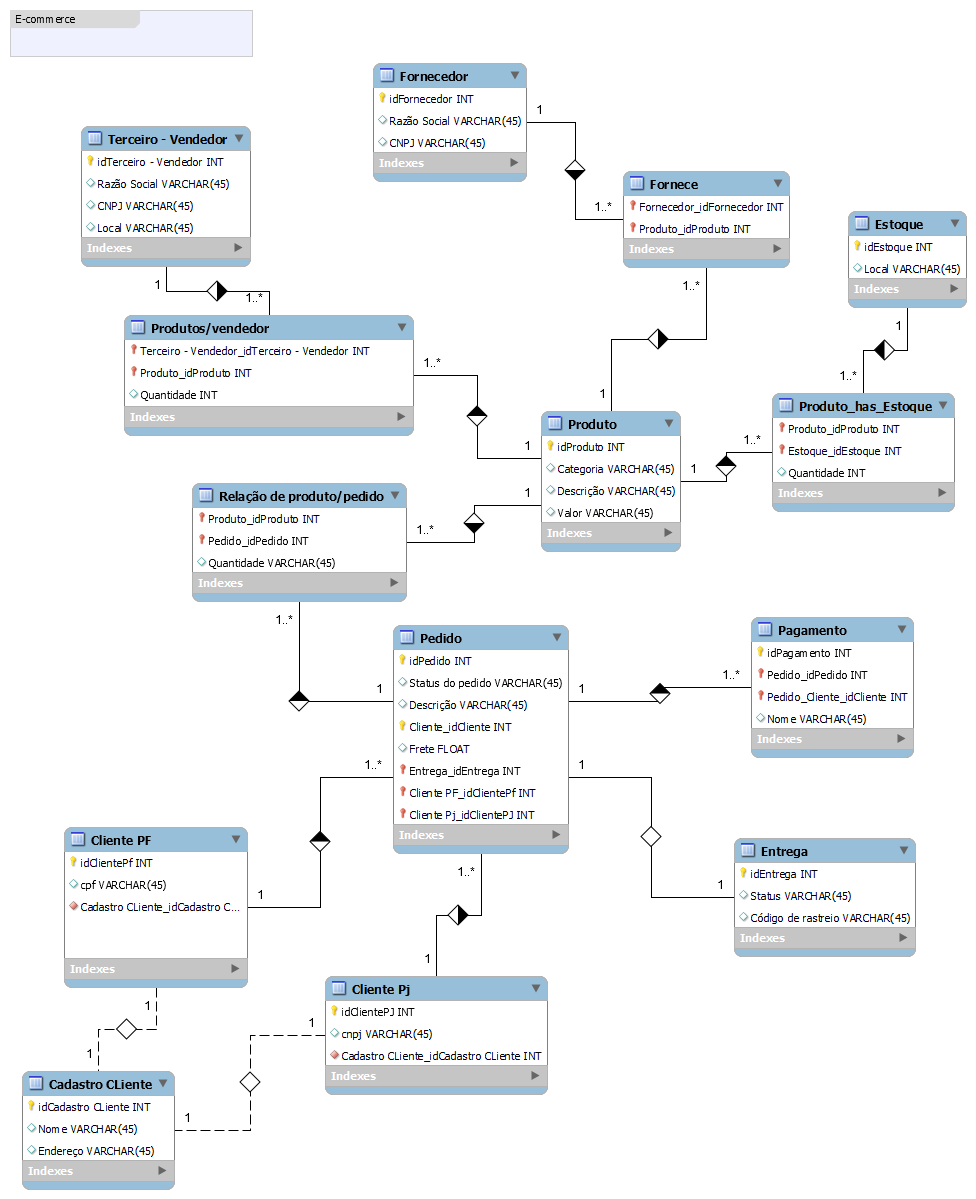 E-commerce
Fornecedor
idFornecedor INT
Razão Social VARCHAR(45)
CNPJ VARCHAR(45)
Indexes
1
1..*
Terceiro - Vendedor
idTerceiro - Vendedor INT
Razão Social VARCHAR(45)
CNPJ VARCHAR(45)
Local VARCHAR(45)
Indexes
1
1..*
Fornece
Fornecedor_idFornecedor INT
Produto_idProduto INT
Indexes
1..*
1
Estoque
idEstoque INT
Local VARCHAR(45)
Indexes
1
1..*
Produtos/vendedor
Terceiro - Vendedor_idTerceiro - Vendedor INT
Produto_idProduto INT
Quantidade INT
Indexes
1..*
1
Produto
idProduto INT
Categoria VARCHAR(45)
Descrição VARCHAR(45)
Valor VARCHAR(45)
Indexes
1
1..*
Produto_has_Estoque
Produto_idProduto INT
Estoque_idEstoque INT
Quantidade INT
Indexes
Relação de produto/pedido
Produto_idProduto INT
Pedido_idPedido INT
Quantidade VARCHAR(45)
Indexes
1
1..*
1..*
1
Pedido
idPedido INT
Status do pedido VARCHAR(45)
Descrição VARCHAR(45)
Cliente_idCliente INT
Frete FLOAT
Entrega_idEntrega INT
Cliente PF_idClientePf INT
Cliente Pj_idClientePJ INT
Indexes
1
1..*
Pagamento
idPagamento INT
Pedido_idPedido INT
Pedido_Cliente_idCliente INT
Nome VARCHAR(45)
Indexes
1
1
Entrega
idEntrega INT
Status VARCHAR(45)
Código de rastreio VARCHAR(45)
Indexes
1..*
1
Cliente PF
idClientePf INT
cpf VARCHAR(45)
Cadastro CLiente_idCadastro C...
Indexes
1..*
1
Cliente Pj
idClientePJ INT
cnpj VARCHAR(45)
Cadastro CLiente_idCadastro CLiente INT
Indexes
1
1
1
1
Cadastro CLiente
idCadastro CLiente INT
Nome VARCHAR(45)
Endereço VARCHAR(45)
Indexes